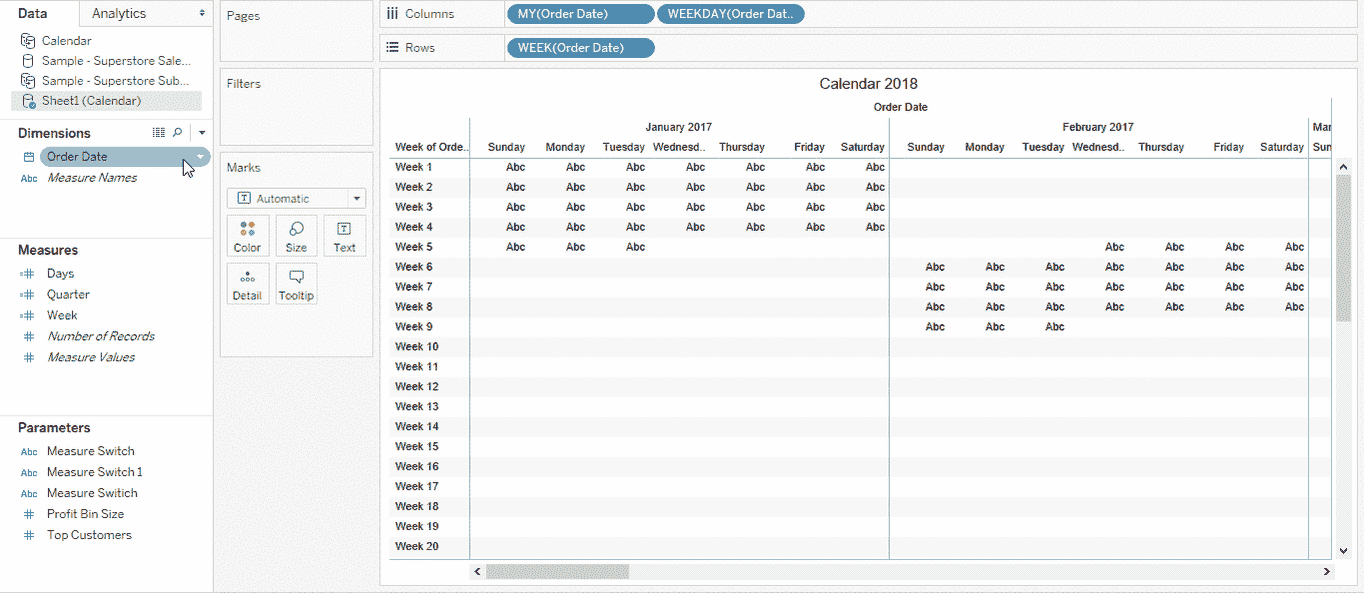 Data Analytics
Calendar
Sample - Superstore Sale...
Sample - Superstore Sub...
Sheet1 (Calendar)
Dimensions
Order Date
Abc Measure Names
Measures
Days
Quarter
Week
Number of Records
Measure Values
Parameters
Abc Measure Switch
Abc Measure Switch 1
Abc Measure Switich
# Profit Bin Size
# Top Customers
Pages
Filters
Marks
T Automatic
Color Size Text
Detail Tooltip
Columns MY(Order Date) WEEKDAY(Order Dat..
Rows WEEK(Order Date)
Calendar 2018
Order Date
January 2017 February 2017 Mar
Week of Orde.. Sunday Monday Tuesday Wednesd.. Thursday Friday Saturday Sunday Monday Tuesday Wednesd.. Thursday Friday Saturday Sun
Week 1 Abc Abc Abc Abc Abc Abc Abc
Week 2 Abc Abc Abc Abc Abc Abc Abc
Week 3 Abc Abc Abc Abc Abc Abc Abc
Week 4 Abc Abc Abc Abc Abc Abc Abc
Week 5 Abc Abc Abc Abc Abc Abc Abc
Week 6 Abc Abc Abc Abc Abc Abc Abc
Week 7 Abc Abc Abc Abc Abc Abc Abc
Week 8 Abc Abc Abc Abc Abc Abc Abc
Week 9 Abc Abc Abc
Week 10
Week 11
Week 12
Week 13
Week 14
Week 15
Week 16
Week 17
Week 18
Week 19
Week 20